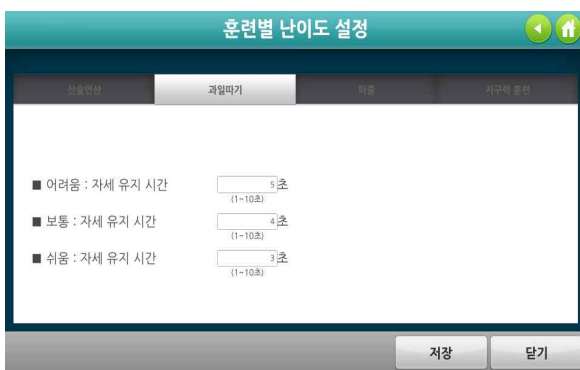 훈련별 난이도 설정
산술연산 과일따기 퍼즐 지구력 훈련
■ 어려움 : 자세 유지 시간 5 초
(1~10초)
■ 보통 : 자세 유지 시간 4 초
(1~10초)
■ 쉬움 : 자세 유지 시간 3 초
(1~10초)
저장 닫기